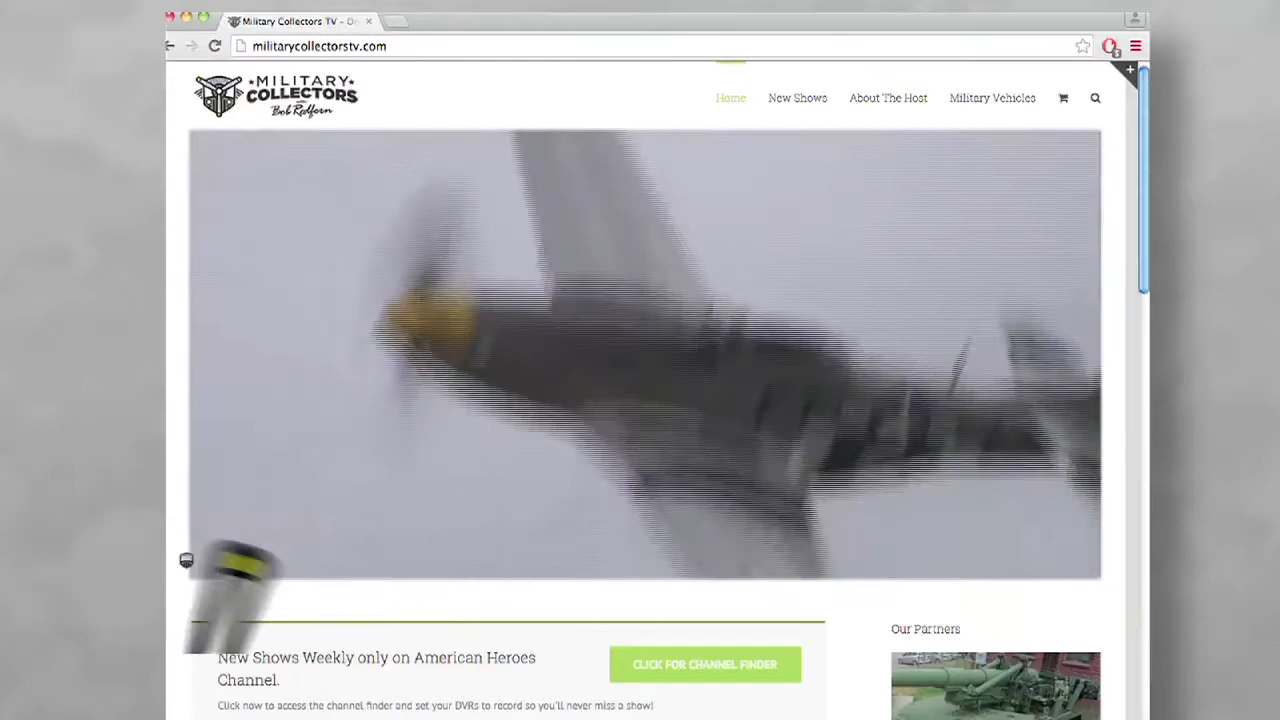 Military Collectors TV – On
militarycollectorstv.com
MILITARY
COLLECTORS
with
Bob Redfern
Home
New Shows
About The Host
Military Vehicles
New Shows Weekly only on American Heroes
Channel.
CLICK FOR CHANNEL FINDER
Click now to access the channel finder and set your DVRs to record so you'll never miss a show!
Our Partners